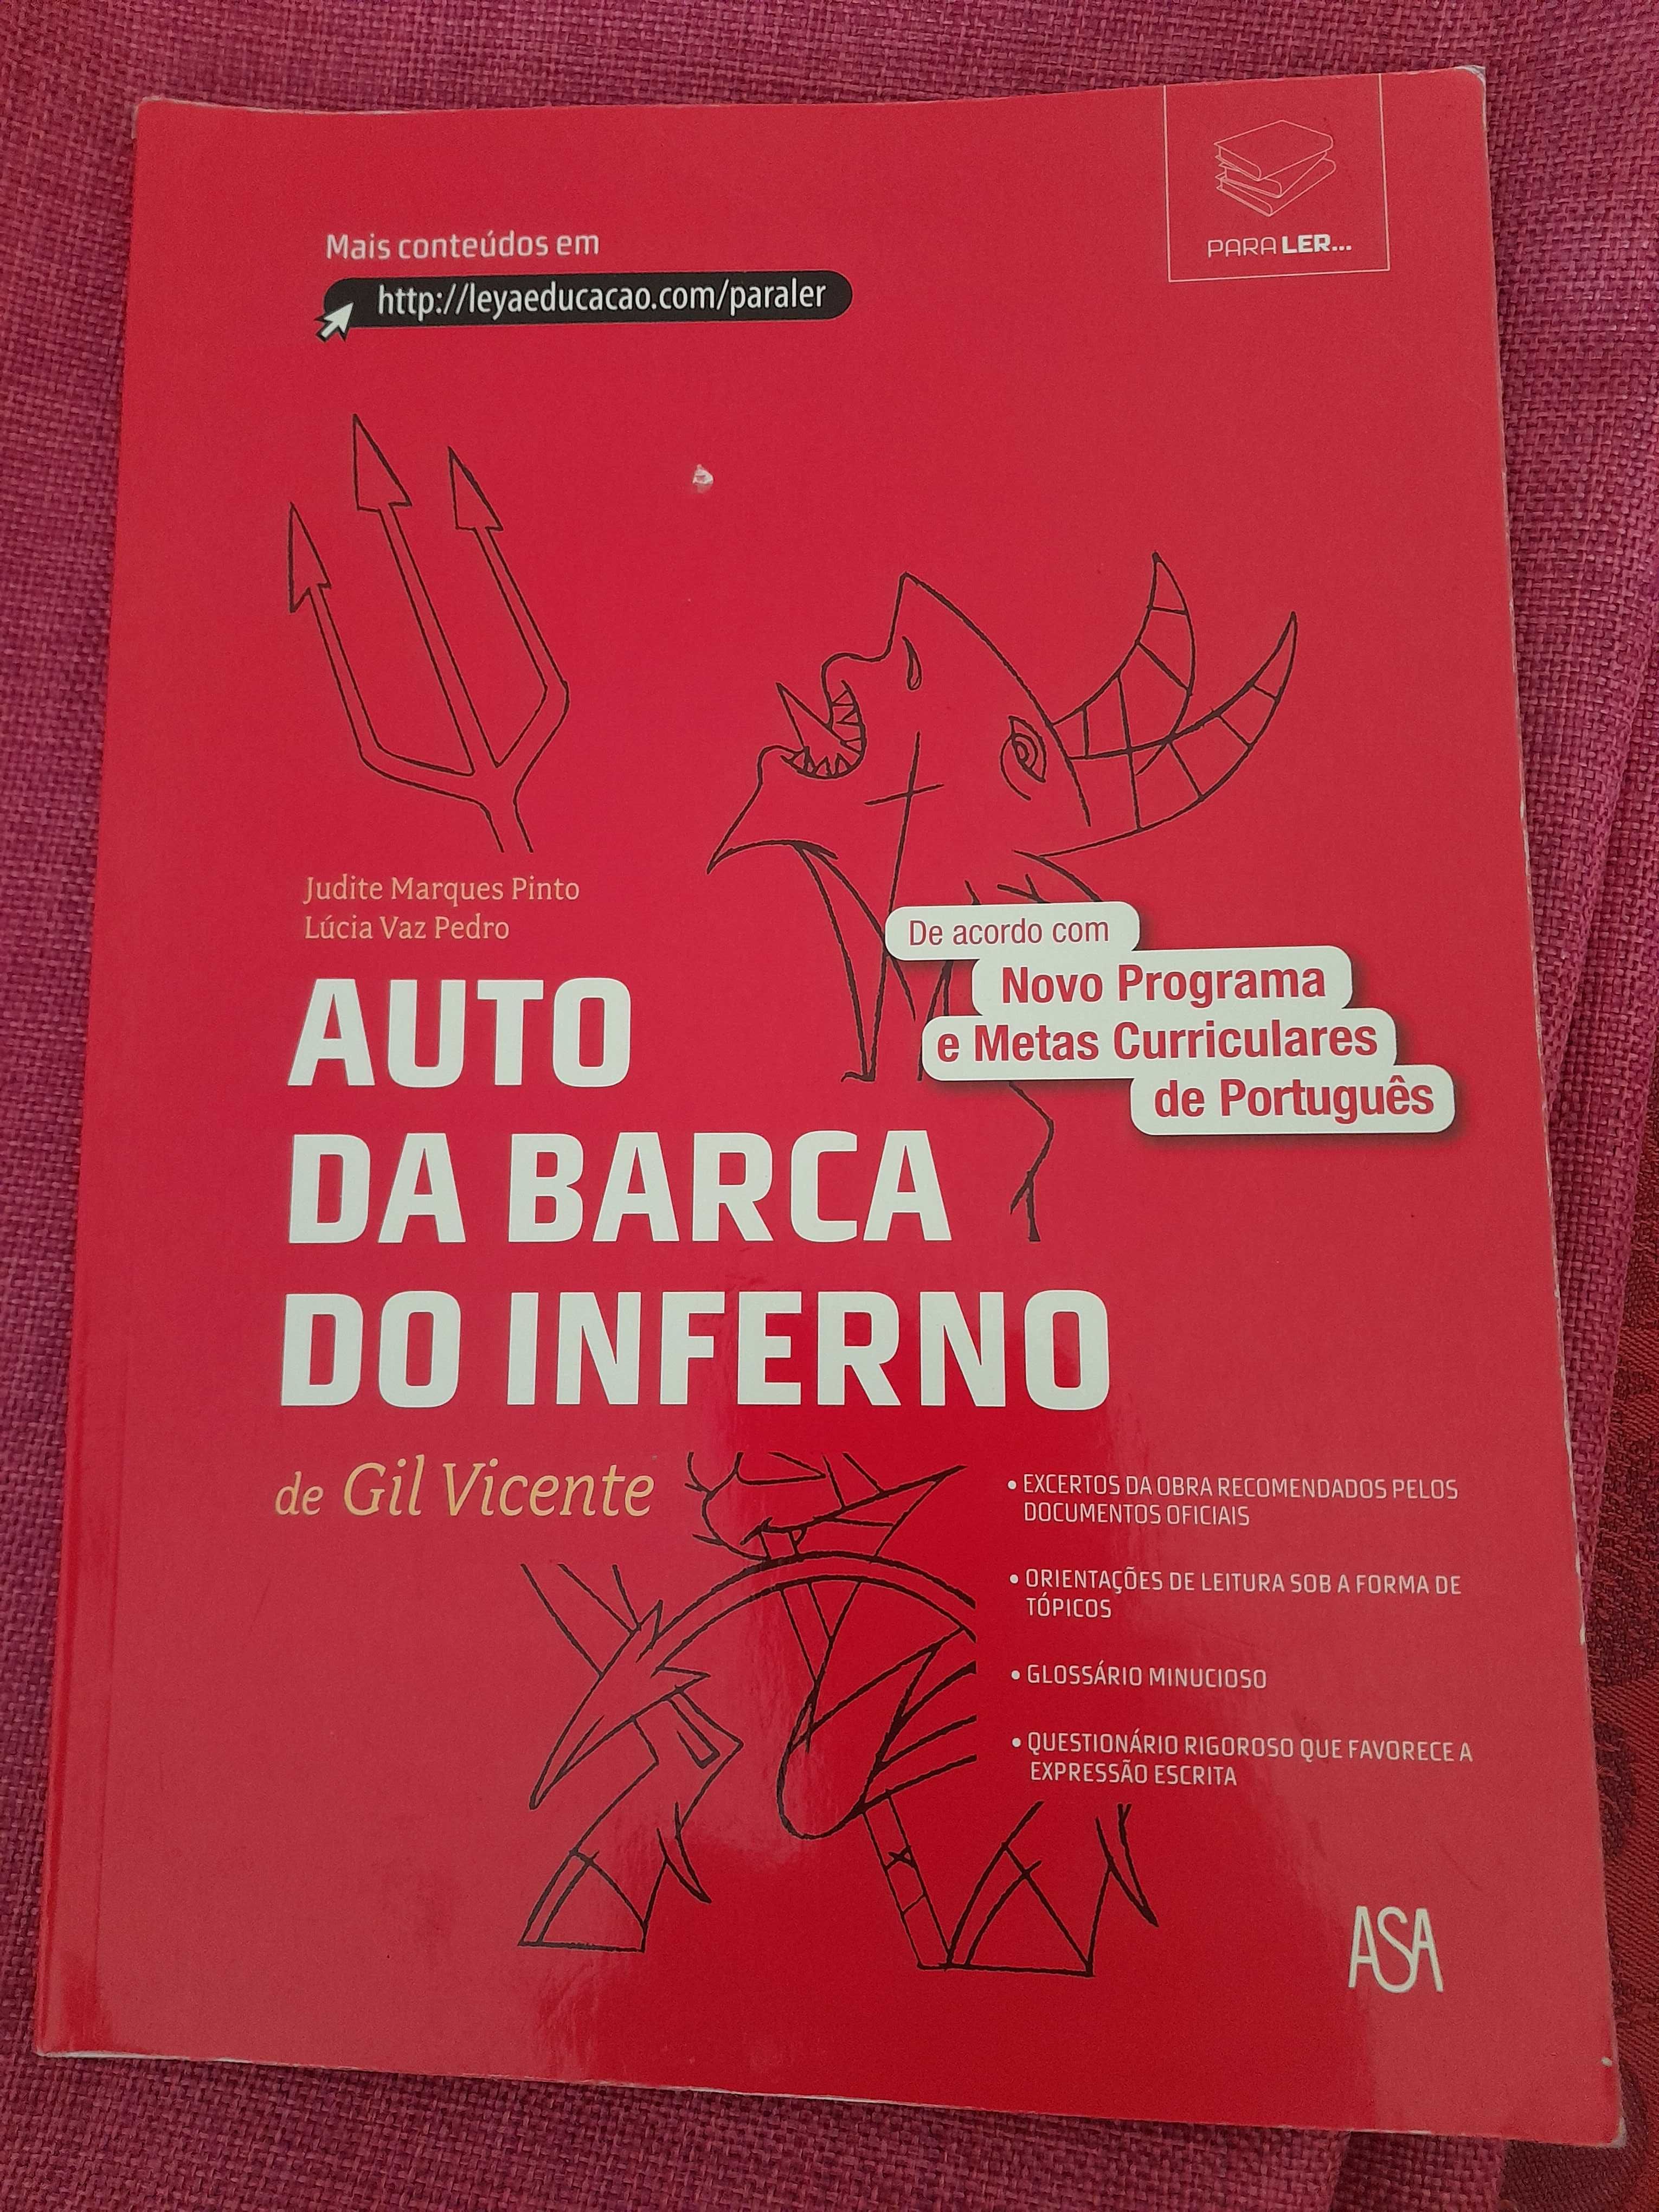 PARA LER...
Mais conteúdos em
http://leyaeducacao.com/paraler
Judite Marques Pinto
Lúcia Vaz Pedro
De acordo com
Novo Programa
e Metas Curriculares
de Português
AUTO
DA BARCA
DO INFERNO
de Gil Vicente
• EXCERTOS DA OBRA RECOMENDADOS PELOS
DOCUMENTOS OFICIAIS
• ORIENTAÇÕES DE LEITURA SOB A FORMA DE
TÓPICOS
• GLOSSÁRIO MINUCIOSO
• QUESTIONÁRIO RIGOROSO QUE FAVORECE A
EXPRESSÃO ESCRITA
ASA